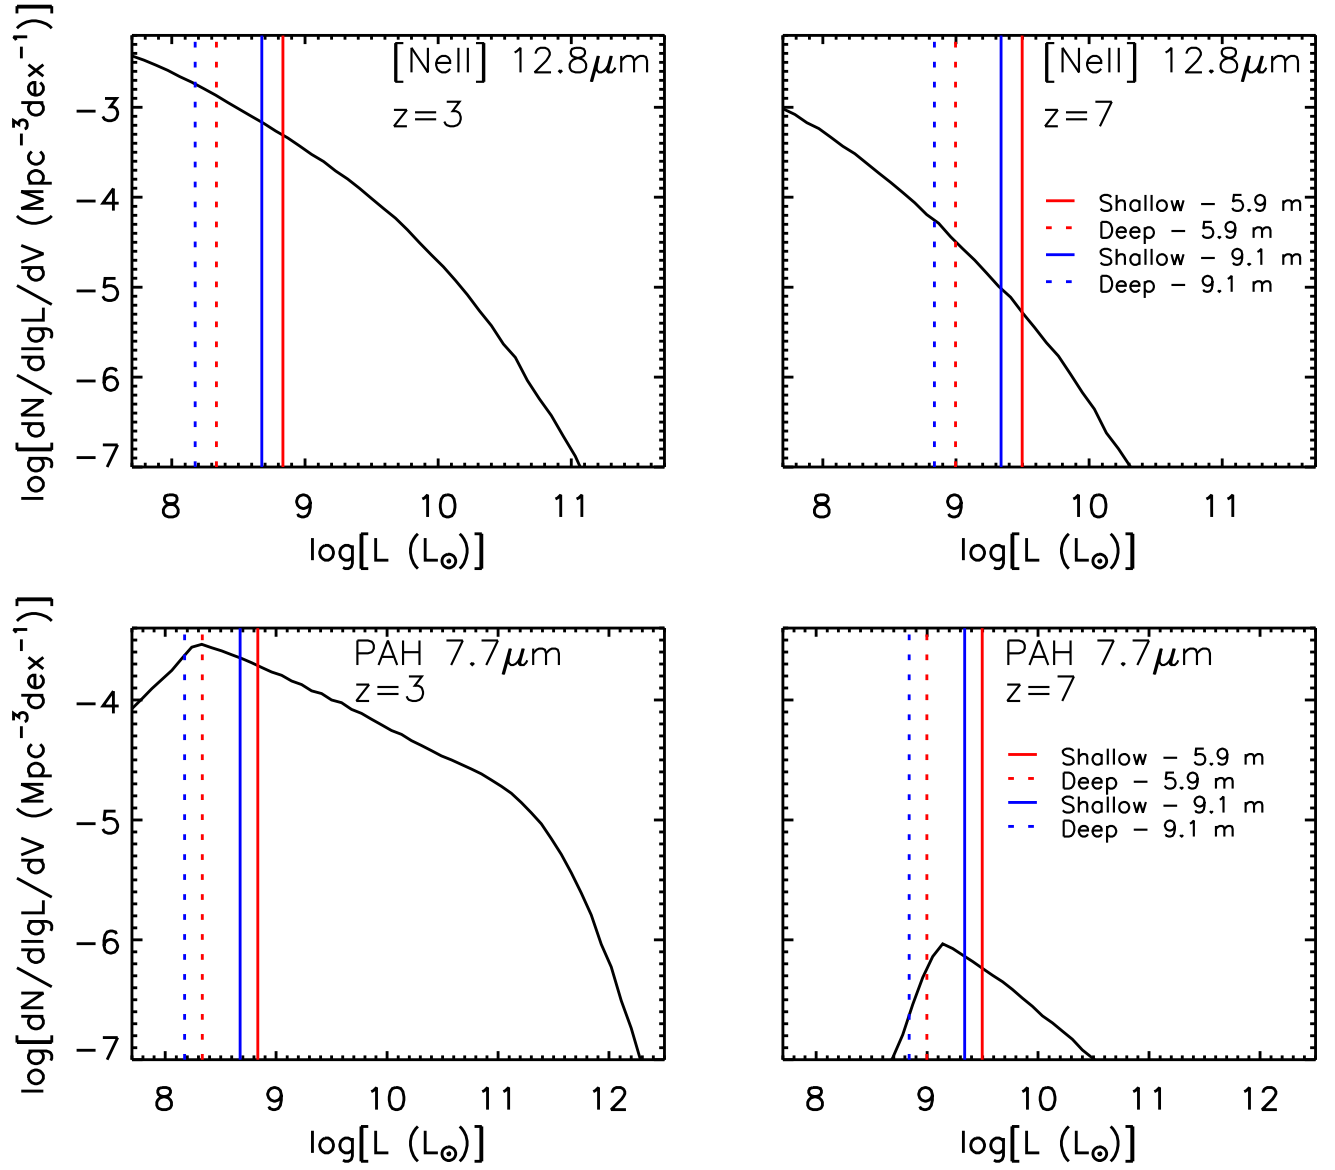 [NeII] 12.8μm
z=3
log[dN/dlgL/dV (Mpc⁻³dex⁻¹)]
−3
−4
−5
−6
−7
8 9 10 11
log[L (L⊙)]
[NeII] 12.8μm
z=7
Shallow − 5.9 m
Deep − 5.9 m
Shallow − 9.1 m
Deep − 9.1 m
8 9 10 11
log[L (L⊙)]
PAH 7.7μm
z=3
log[dN/dlgL/dV (Mpc⁻³dex⁻¹)]
−4
−5
−6
−7
8 9 10 11 12
log[L (L⊙)]
PAH 7.7μm
z=7
Shallow − 5.9 m
Deep − 5.9 m
Shallow − 9.1 m
Deep − 9.1 m
8 9 10 11 12
log[L (L⊙)]